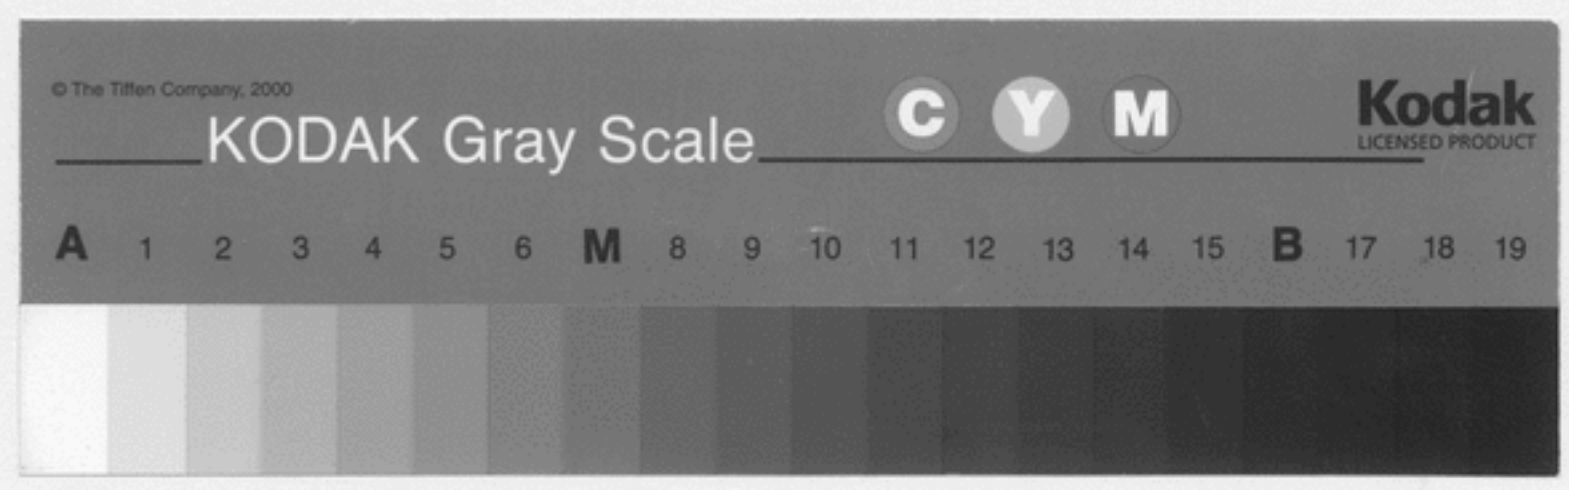 © The Tiffen Company, 2000
KODAK Gray Scale
C Y M
Kodak
LICENSED PRODUCT
A 1 2 3 4 5 6 M 8 9 10 11 12 13 14 15 B 17 18 19